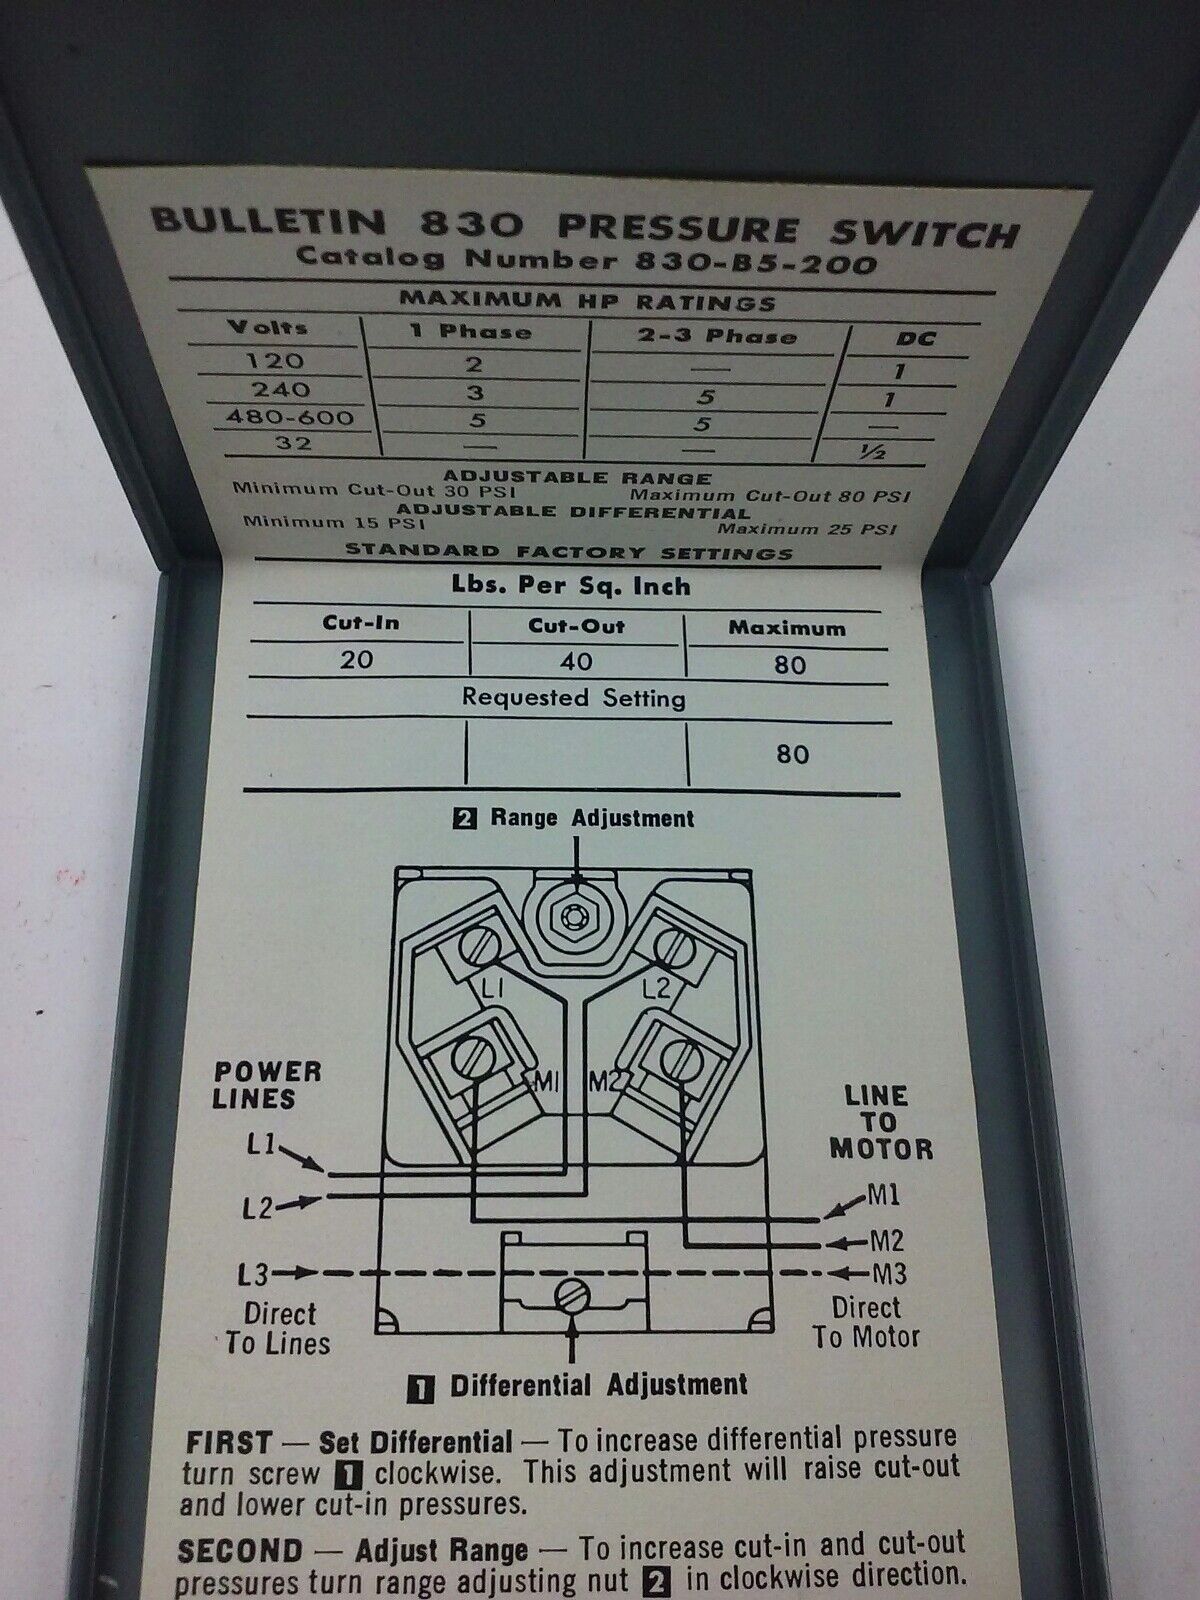 BULLETIN 830 PRESSURE SWITCH
Catalog Number 830-B5-200
MAXIMUM HP RATINGS
Volts 1 Phase 2-3 Phase DC
120 2 — 1
240 3 5 1
480-600 5 5 —
32 — — 1/2
ADJUSTABLE RANGE
Minimum Cut-Out 30 PSI Maximum Cut-Out 80 PSI
ADJUSTABLE DIFFERENTIAL
Minimum 15 PSI Maximum 25 PSI
STANDARD FACTORY SETTINGS
Lbs. Per Sq. Inch
Cut-In Cut-Out Maximum
20 40 80
Requested Setting
80
2 Range Adjustment
L1 L2
M1 M2
POWER
LINES
L1
L2
L3
Direct
To Lines
LINE
TO
MOTOR
M1
M2
M3
Direct
To Motor
1 Differential Adjustment
FIRST — Set Differential — To increase differential pressure
turn screw 1 clockwise. This adjustment will raise cut-out
and lower cut-in pressures.
SECOND — Adjust Range — To increase cut-in and cut-out
pressures turn range adjusting nut 2 in clockwise direction.